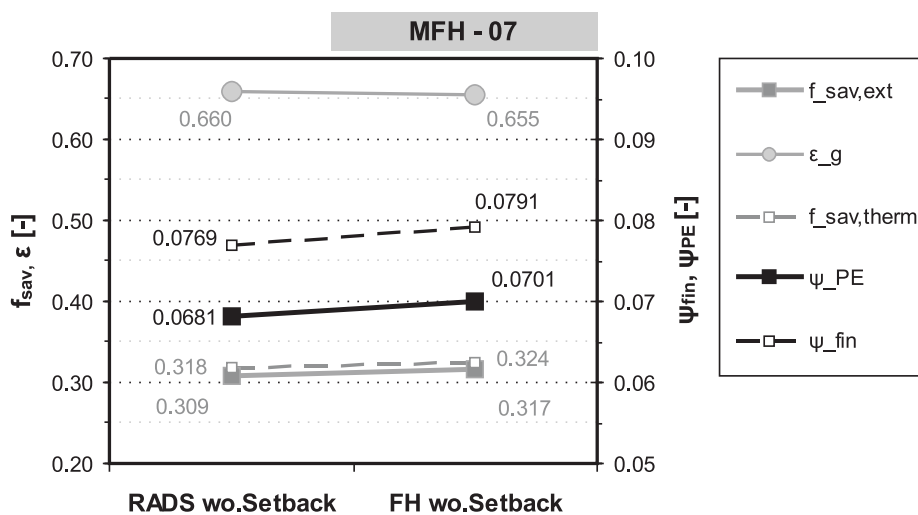 MFH - 07
0.70
0.60
0.50
0.40
0.30
0.20
fsav, ε [-]
0.660
0.655
0.0769
0.0791
0.0681
0.0701
0.318
0.324
0.309
0.317
RADS wo.Setback
FH wo.Setback
0.10
0.09
0.08
0.07
0.06
0.05
Ψfin, ΨPE [-]
f_sav,ext
ε_g
f_sav,therm
ψ_PE
ψ_fin